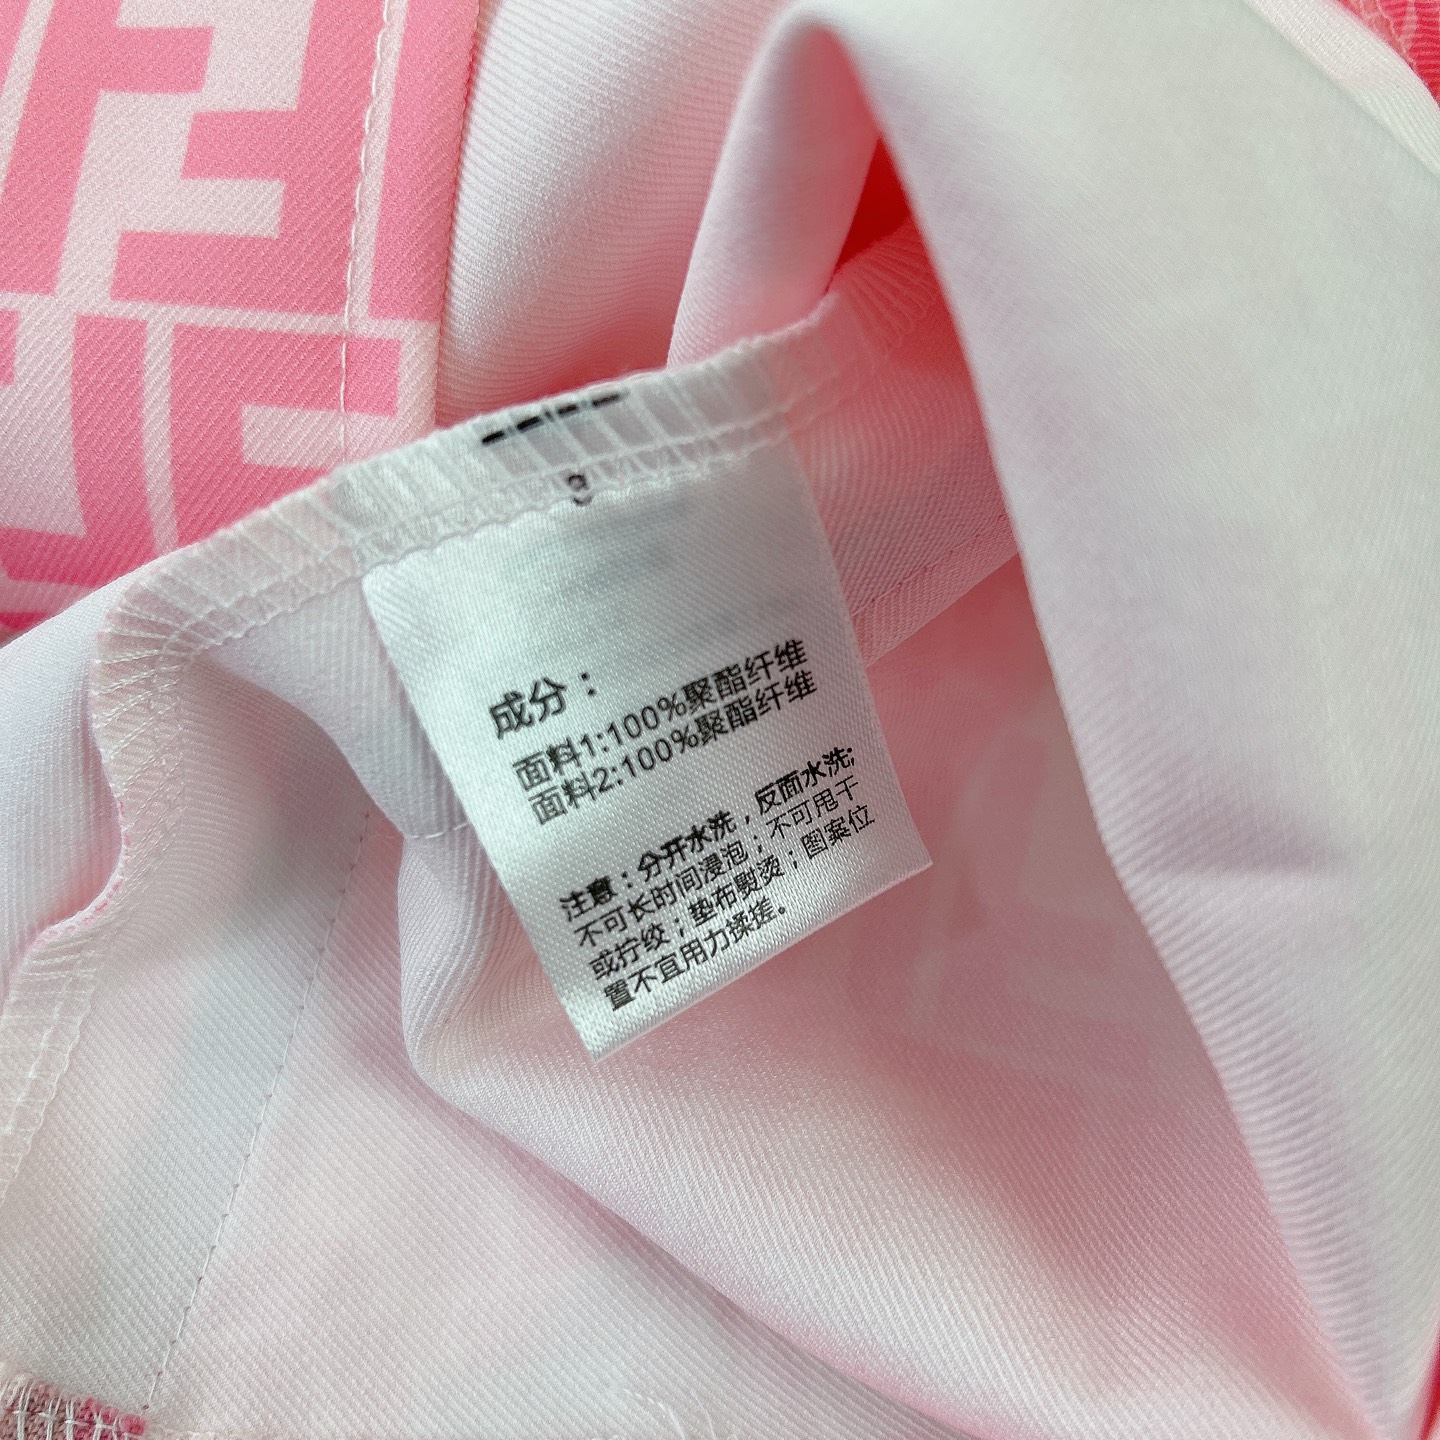 成分：
面料1:100%聚酯纤维
面料2:100%聚酯纤维
注意：分开水洗，反面水洗;
不可长时间浸泡；不可甩干
或拧绞；垫布熨烫；图案位
置不宜用力揉搓。